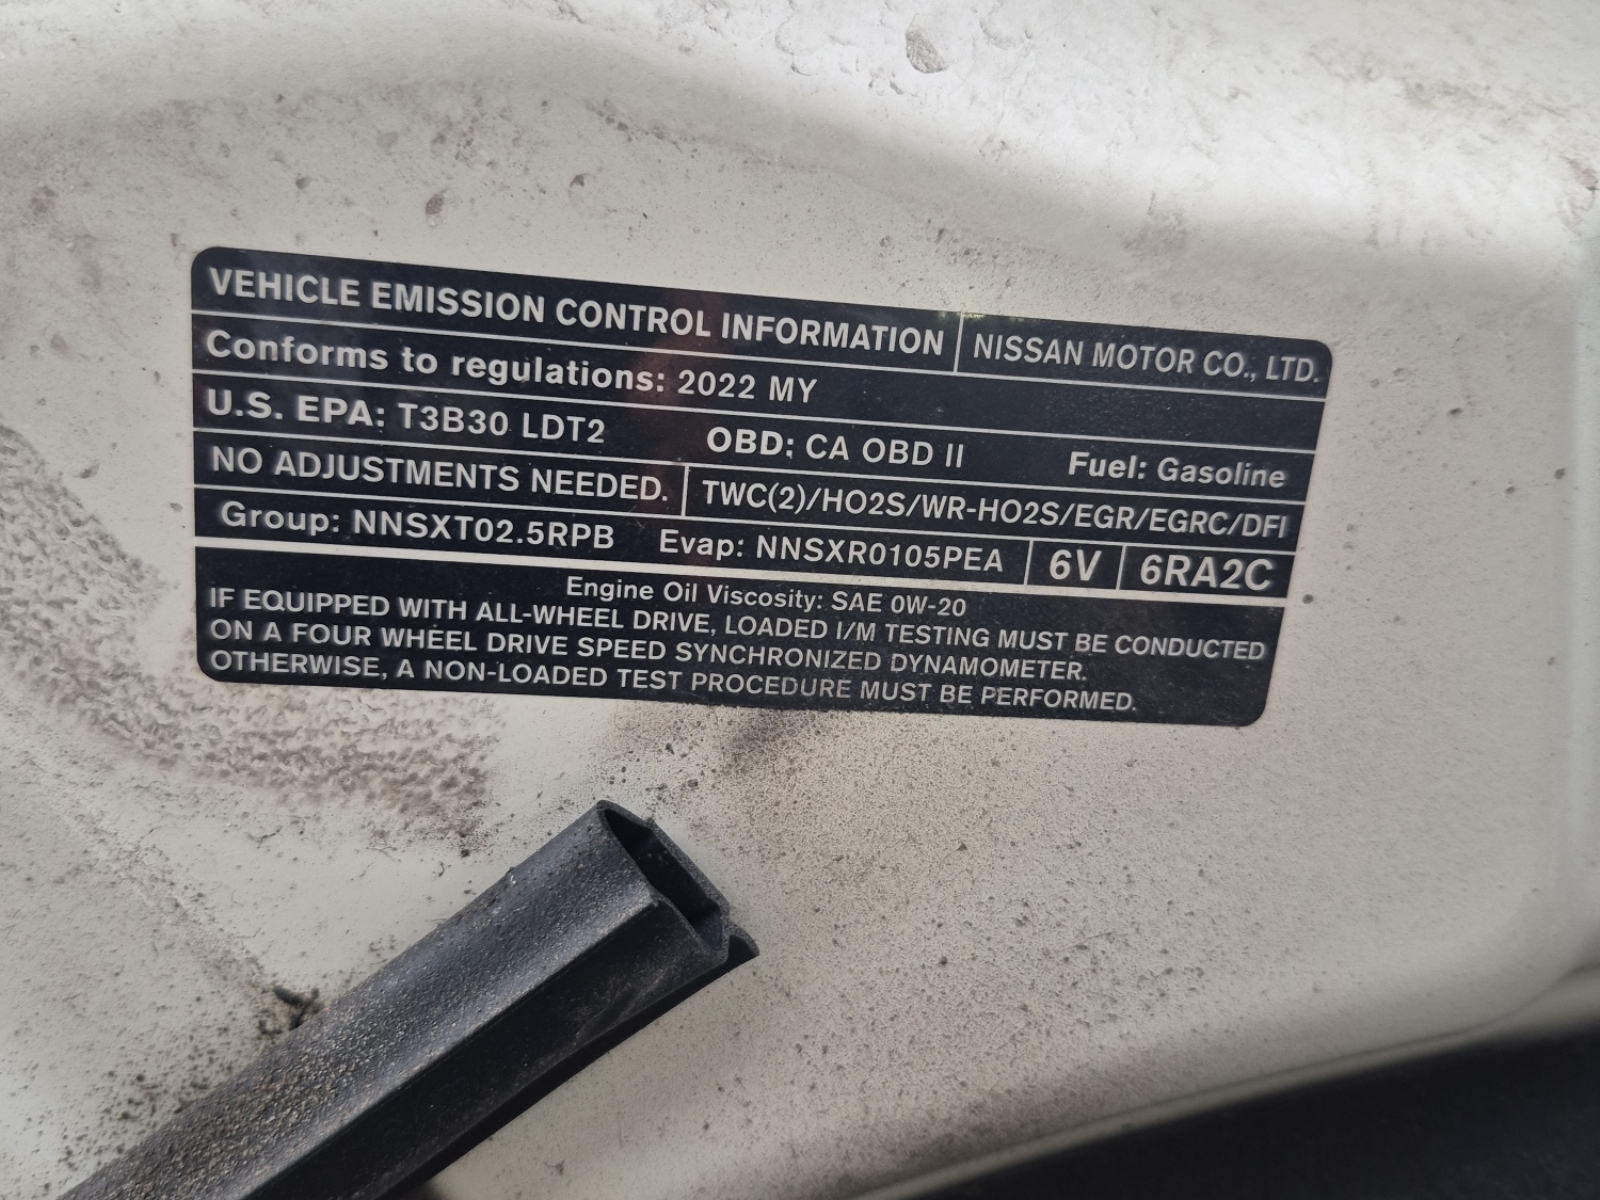 VEHICLE EMISSION CONTROL INFORMATION NISSAN MOTOR CO., LTD.
Conforms to regulations: 2022 MY
U.S. EPA: T3B30 LDT2 OBD: CA OBD II Fuel: Gasoline
NO ADJUSTMENTS NEEDED. TWC(2)/HO2S/WR-HO2S/EGR/EGRC/DFI
Group: NNSXT02.5RPB Evap: NNSXR0105PEA 6V 6RA2C
Engine Oil Viscosity: SAE 0W-20
IF EQUIPPED WITH ALL-WHEEL DRIVE, LOADED I/M TESTING MUST BE CONDUCTED
ON A FOUR WHEEL DRIVE SPEED SYNCHRONIZED DYNAMOMETER.
OTHERWISE, A NON-LOADED TEST PROCEDURE MUST BE PERFORMED.